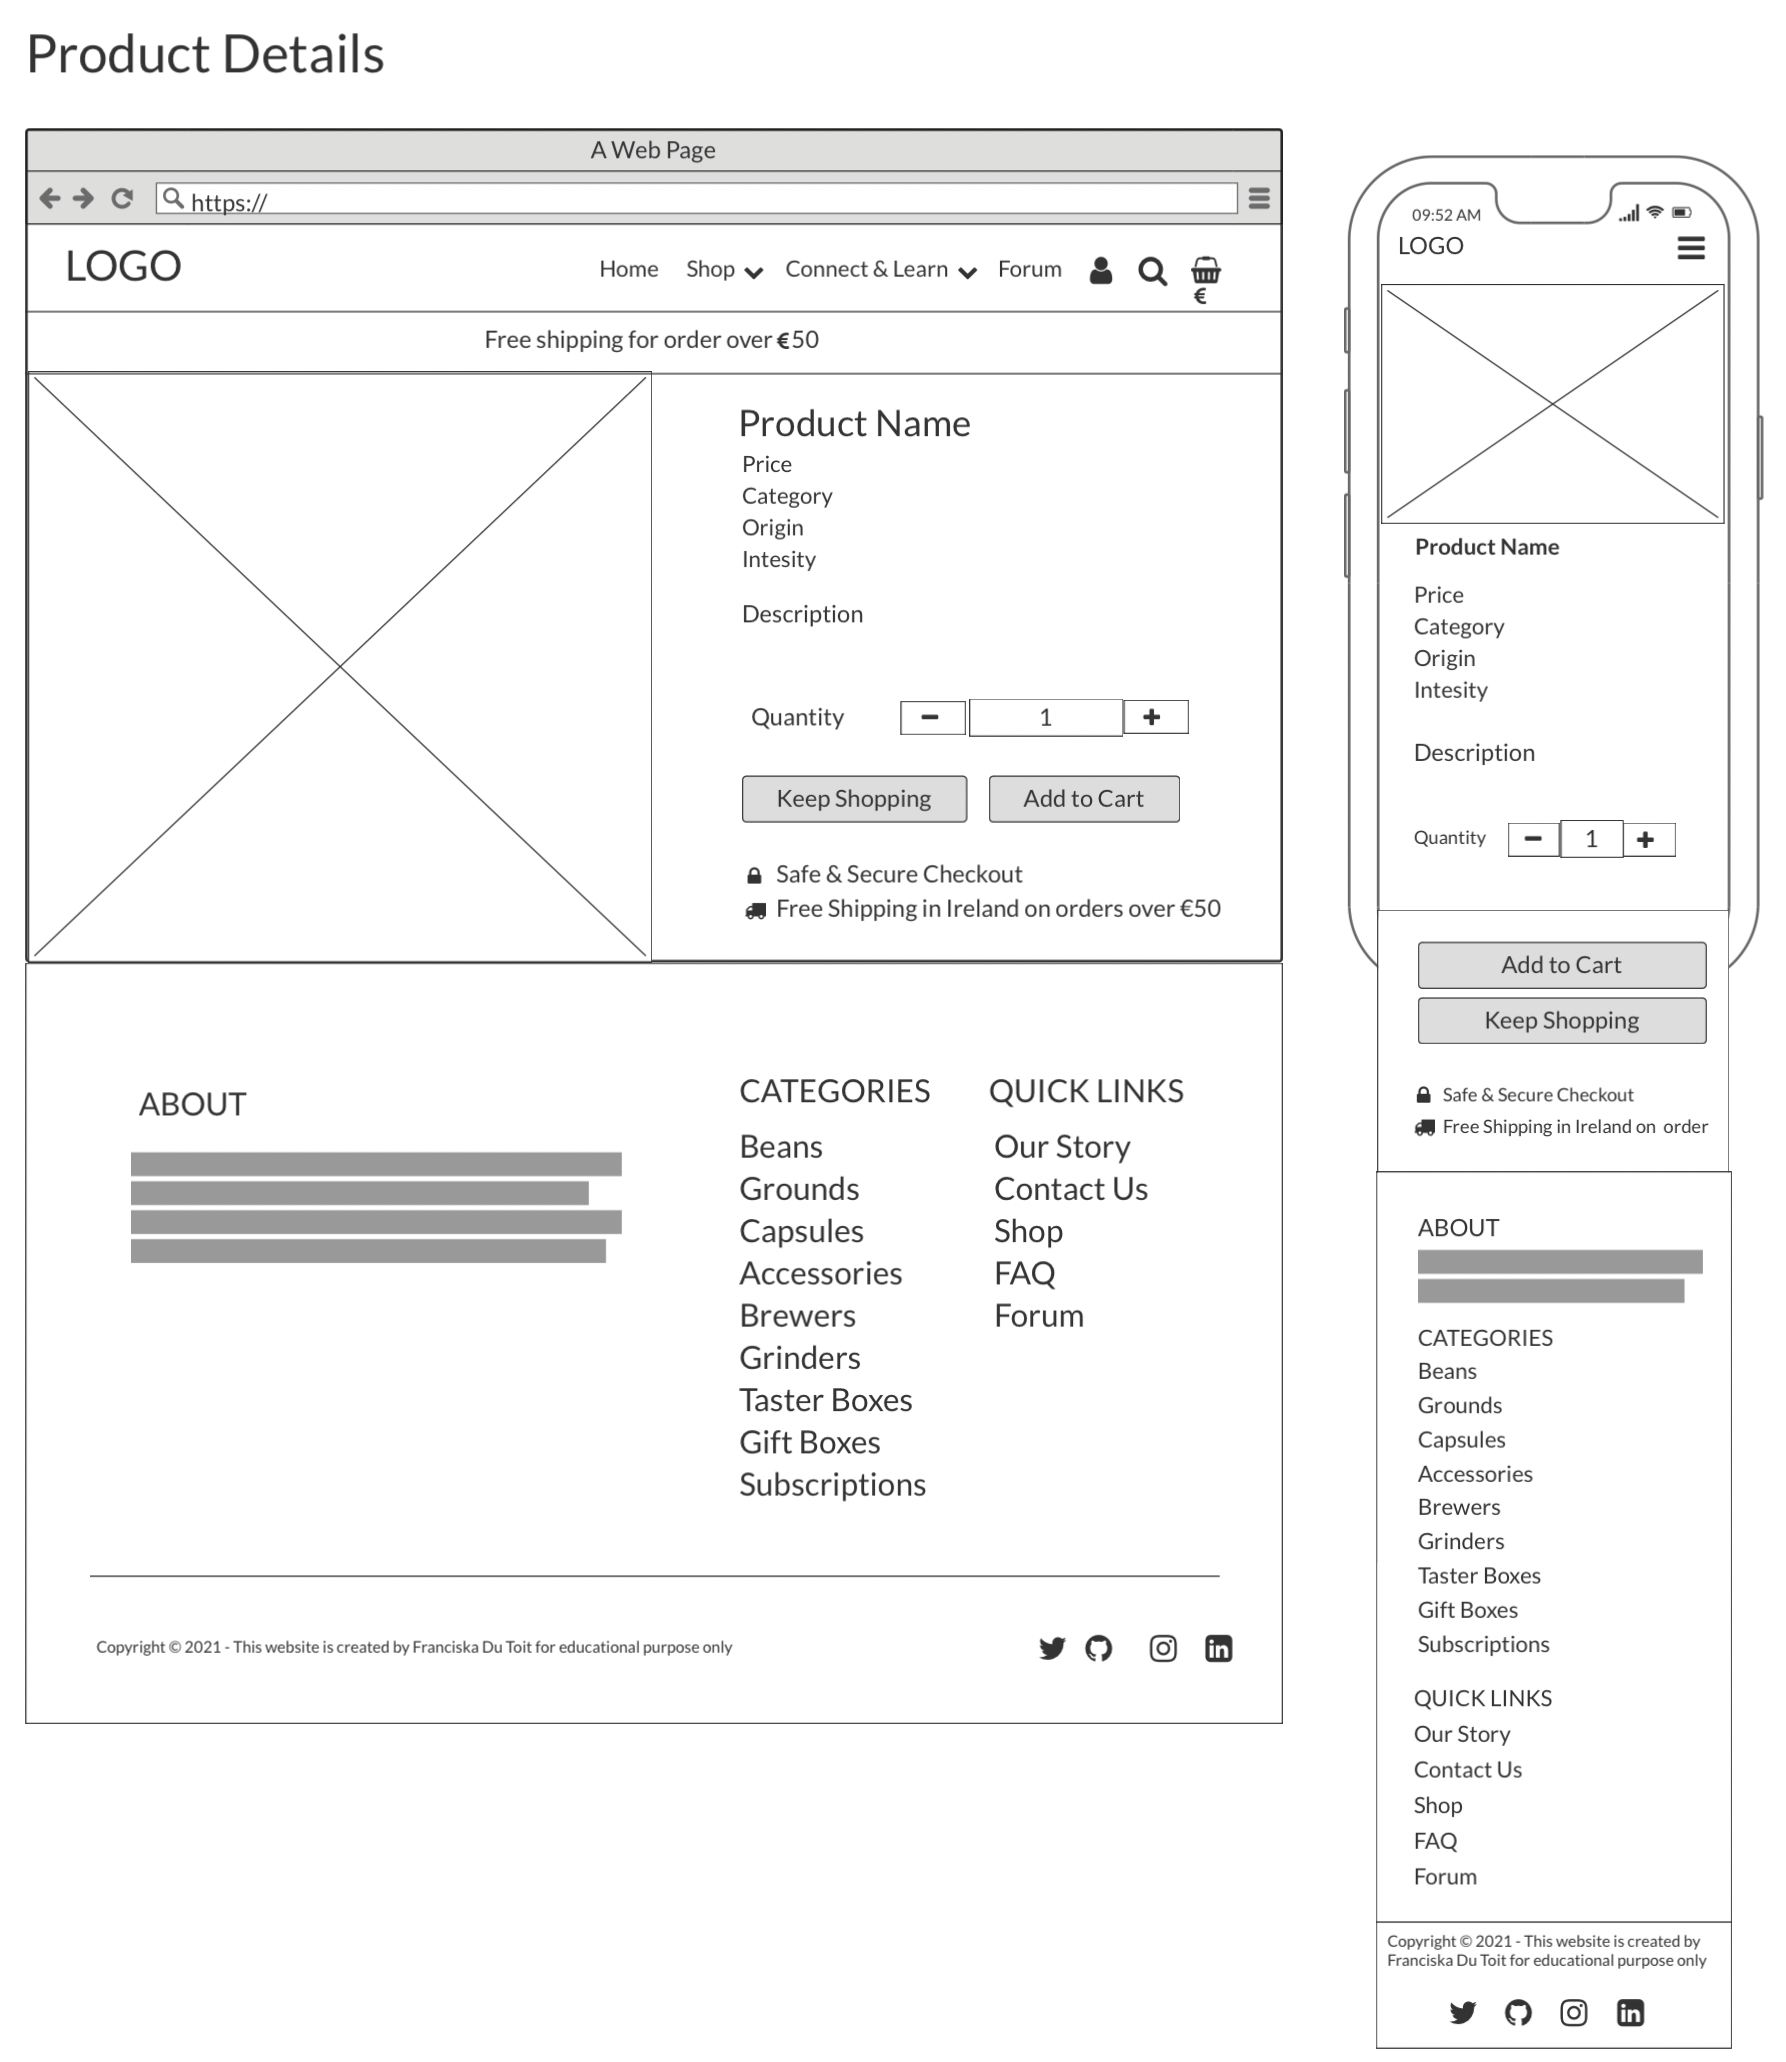 Product Details
A Web Page
https://
LOGO
Home Shop Connect & Learn Forum
€
Free shipping for order over €50
Product Name
Price
Category
Origin
Intesity
Description
Quantity 1
Keep Shopping Add to Cart
Safe & Secure Checkout
Free Shipping in Ireland on orders over €50
ABOUT
CATEGORIES
Beans
Grounds
Capsules
Accessories
Brewers
Grinders
Taster Boxes
Gift Boxes
Subscriptions
QUICK LINKS
Our Story
Contact Us
Shop
FAQ
Forum
Copyright © 2021 - This website is created by Franciska Du Toit for educational purpose only
09:52 AM
LOGO
Product Name
Price
Category
Origin
Intesity
Description
Quantity 1
Add to Cart
Keep Shopping
Safe & Secure Checkout
Free Shipping in Ireland on order
ABOUT
CATEGORIES
Beans
Grounds
Capsules
Accessories
Brewers
Grinders
Taster Boxes
Gift Boxes
Subscriptions
QUICK LINKS
Our Story
Contact Us
Shop
FAQ
Forum
Copyright © 2021 - This website is created by
Franciska Du Toit for educational purpose only